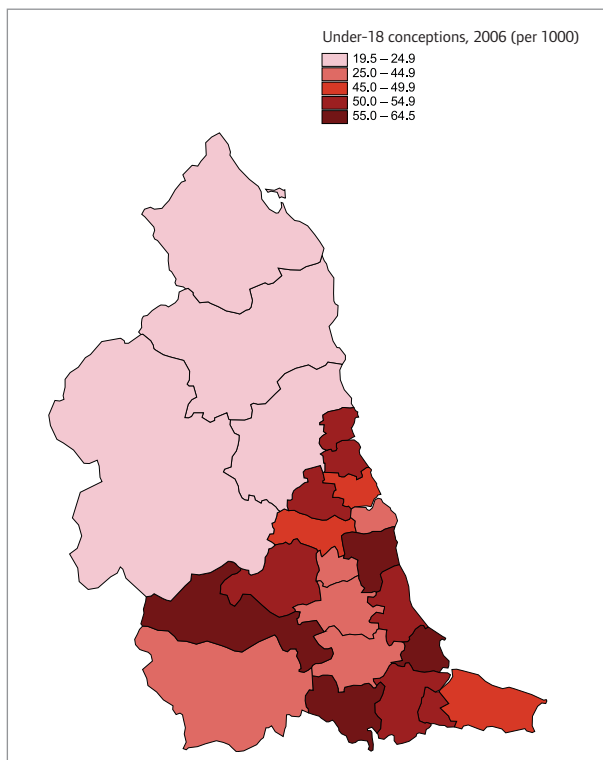 Under-18 conceptions, 2006 (per 1000)
19.5 – 24.9
25.0 – 44.9
45.0 – 49.9
50.0 – 54.9
55.0 – 64.5